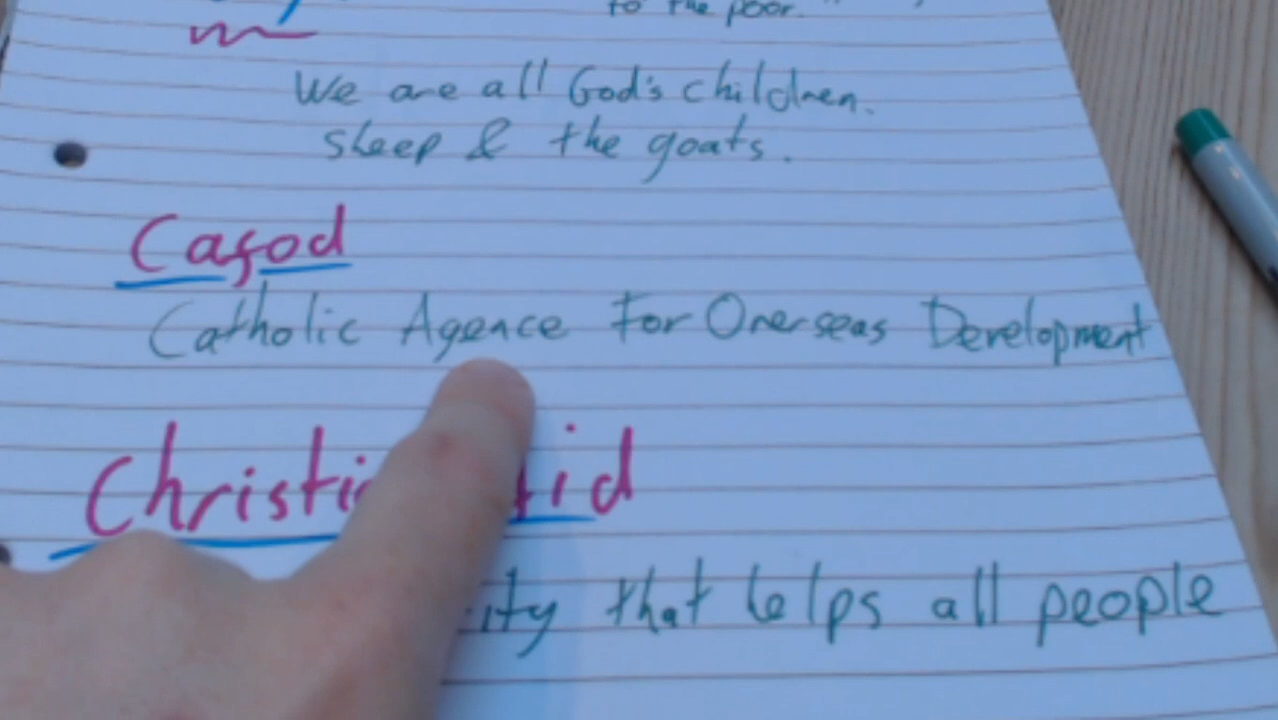 to the poor.
We are all God's children.
sheep & the goats.
Cafod
Catholic Agence For Overseas Development
Aid
that helps all people